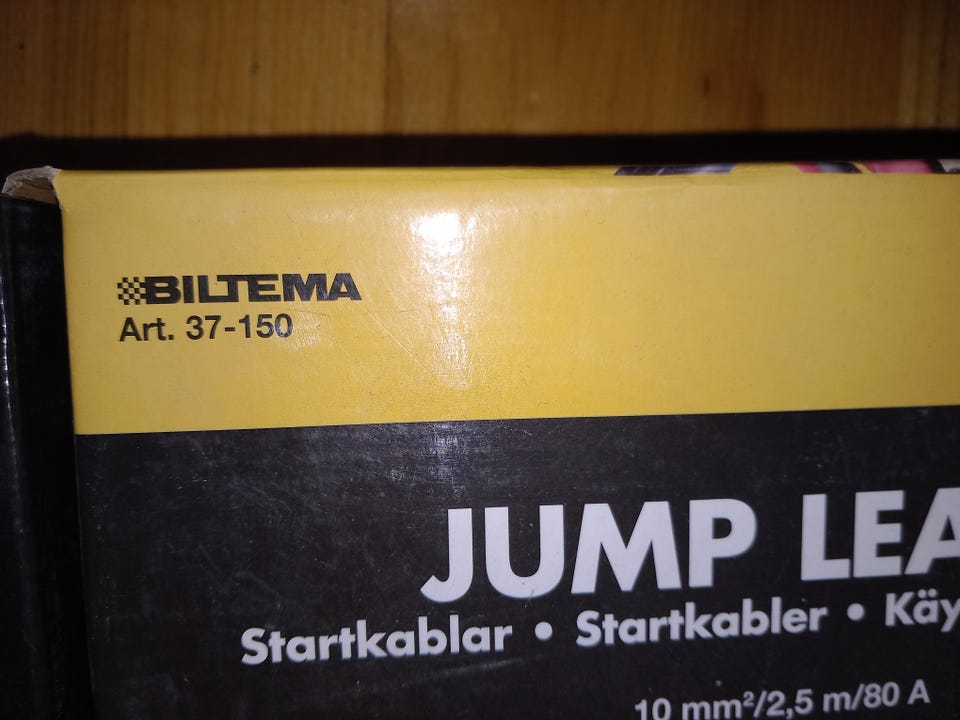 BILTEMA
Art. 37-150
JUMP LEA
Startkablar • Startkabler • Käy
10 mm²/2,5 m/80 A